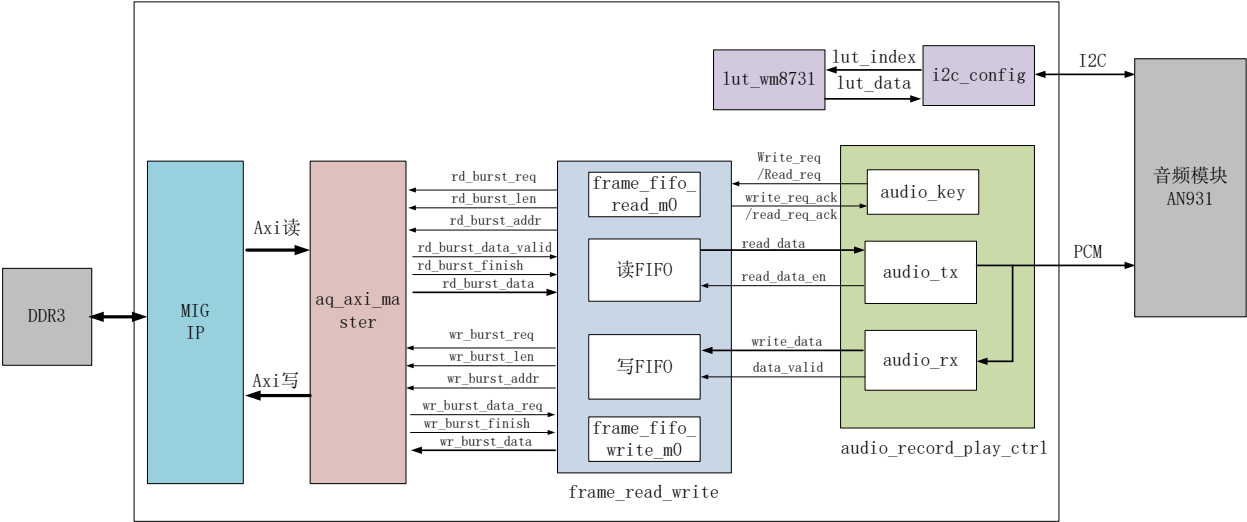 lut_wm8731
lut_index
lut_data
i2c_config
I2C
音频模块
AN931
PCM
DDR3
MIG
IP
Axi读
Axi写
aq_axi_ma
ster
rd_burst_req
rd_burst_len
rd_burst_addr
rd_burst_data_valid
rd_burst_finish
rd_burst_data
wr_burst_req
wr_burst_len
wr_burst_addr
wr_burst_data_req
wr_burst_finish
wr_burst_data
frame_fifo_
read_m0
读FIFO
写FIFO
frame_fifo_
write_m0
frame_read_write
Write_req
/Read_req
write_req_ack
/read_req_ack
read_data
read_data_en
write_data
data_valid
audio_key
audio_tx
audio_rx
audio_record_play_ctrl